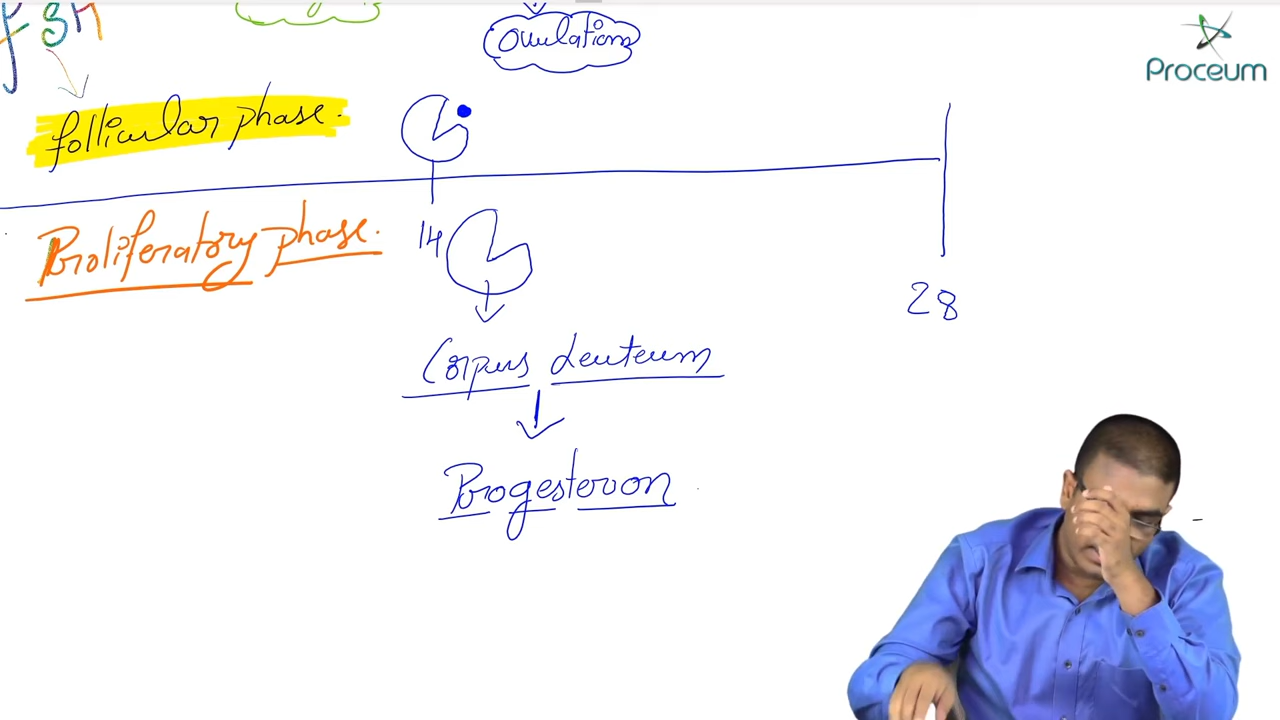 FSH
Ovulation
Proceum
follicular phase.
Proliferatory phase.
14
28
Corpus Leuteum
Progesteron